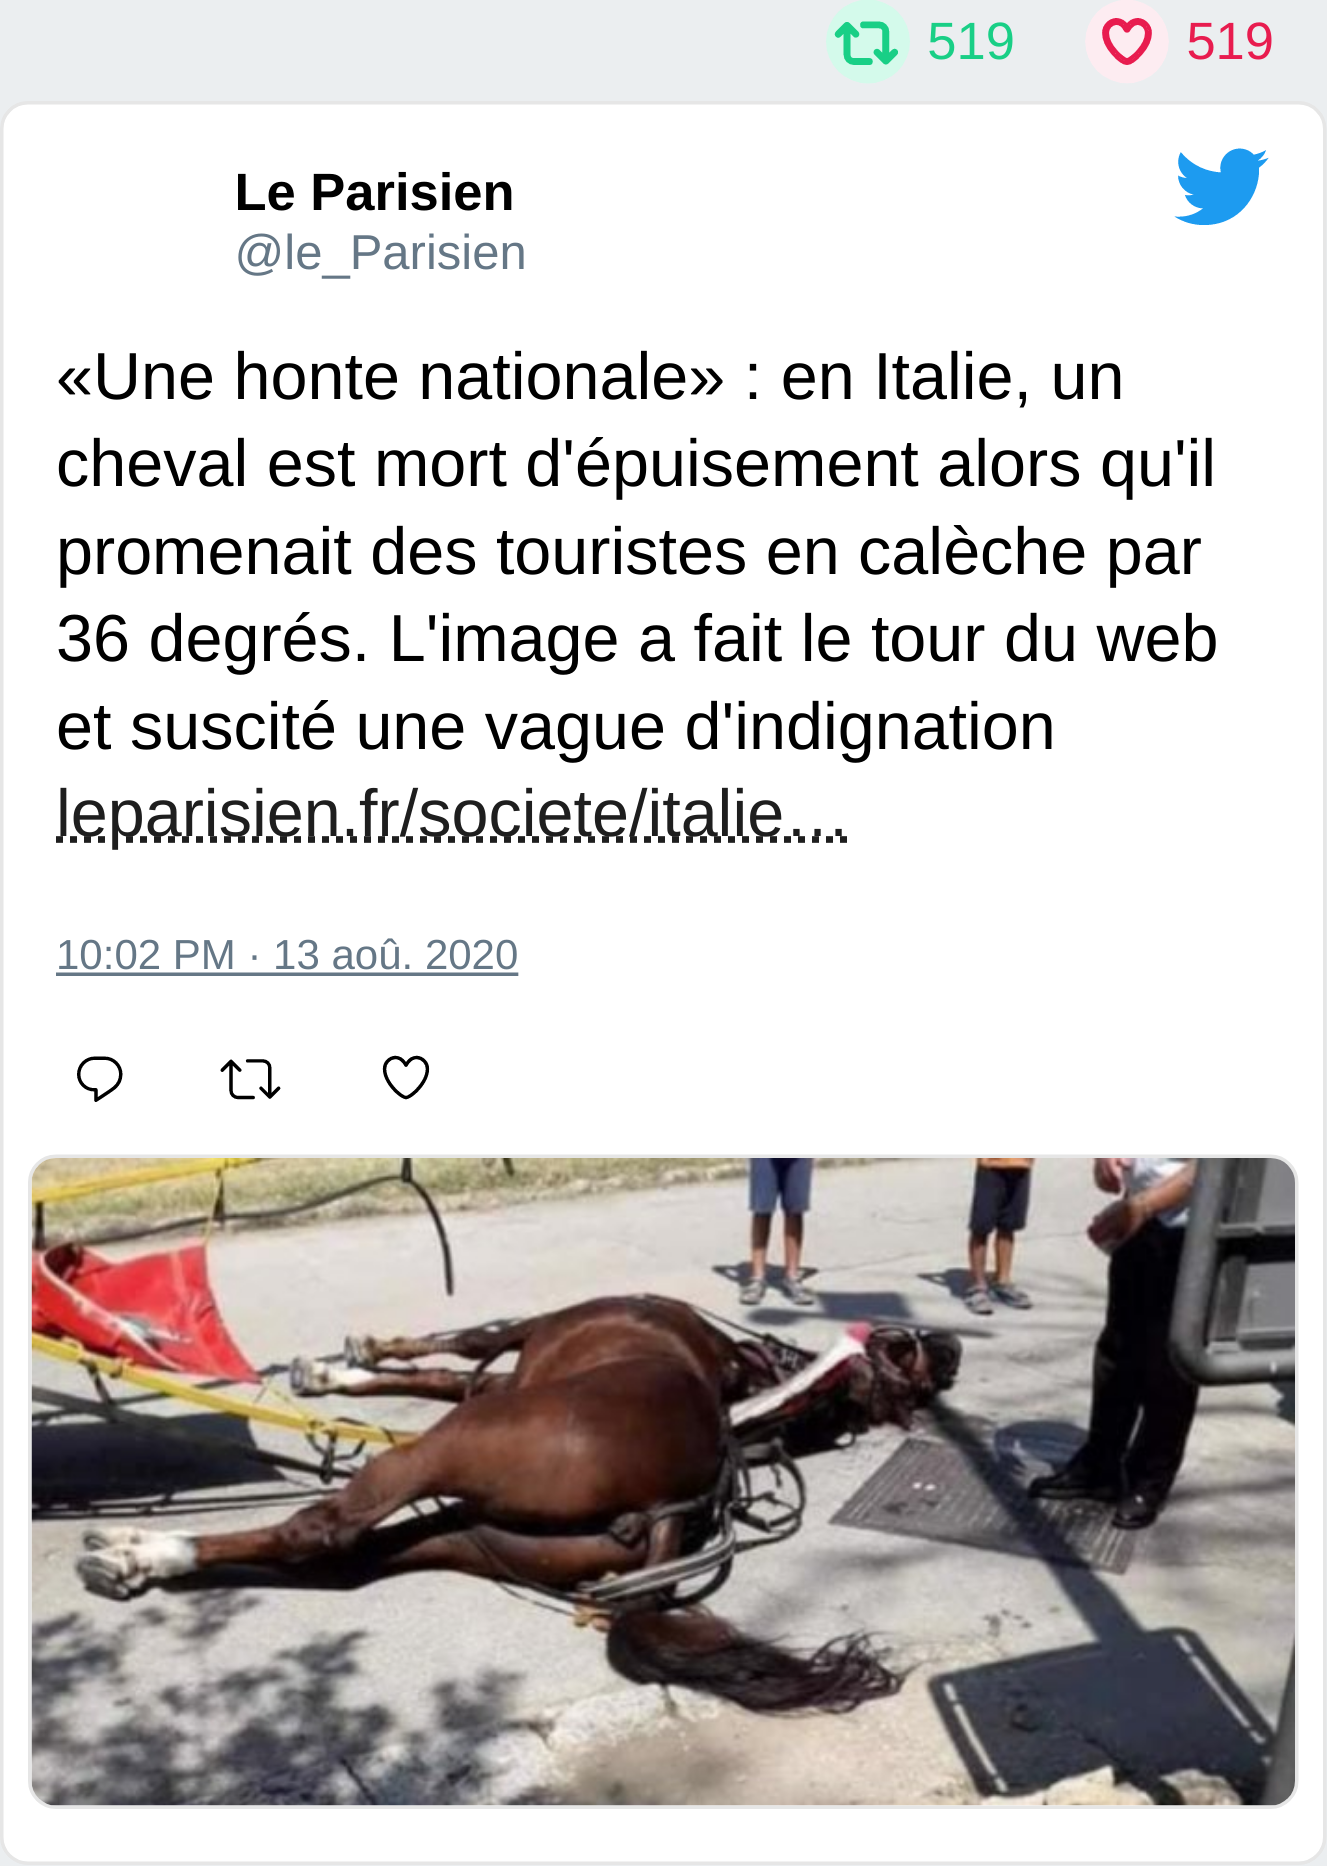 519 519
Le Parisien
@le_Parisien
«Une honte nationale» : en Italie, un
cheval est mort d'épuisement alors qu'il
promenait des touristes en calèche par
36 degrés. L'image a fait le tour du web
et suscité une vague d'indignation
leparisien.fr/societe/italie…
10:02 PM · 13 aoû. 2020